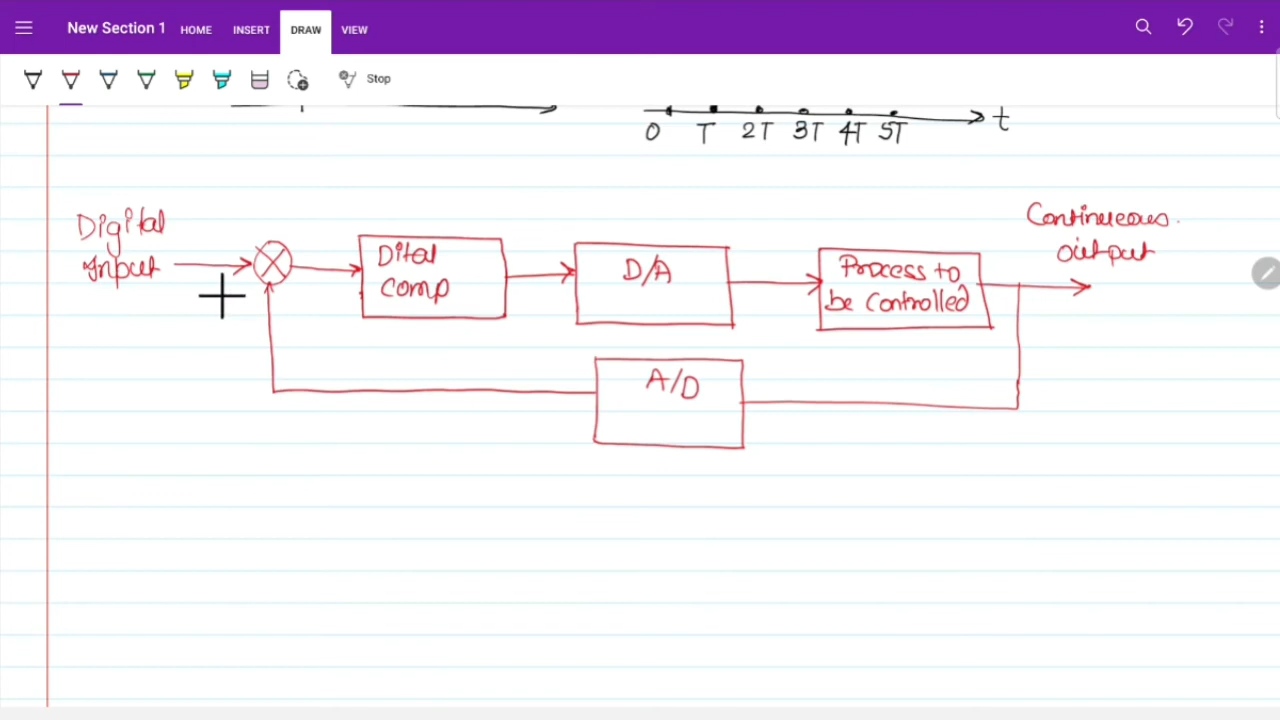 New Section 1 HOME INSERT DRAW VIEW
Stop
0 T 2T 3T 4T 5T t
Digital
Input
Dital
comp
D/A
Process to
be Controlled
Continueous.
output
A/D